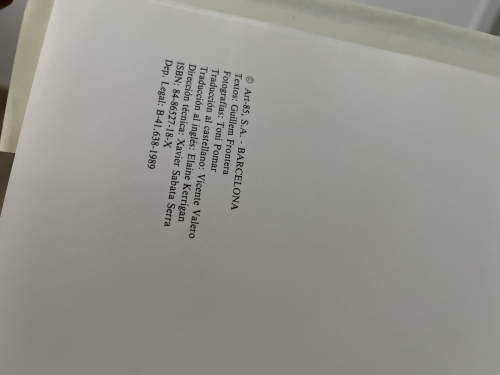 © Art-85, S.A. - BARCELONA
Textos: Guillem Frontera
Fotografías: Toni Pomar
Traducción al castellano: Vicente Valero
Traducción al inglés: Elaine Kerrigan
Dirección técnica: Xavier Sabata Serra
ISBN: 84-86527-18-X
Dep. Legal: B-41.638-1989